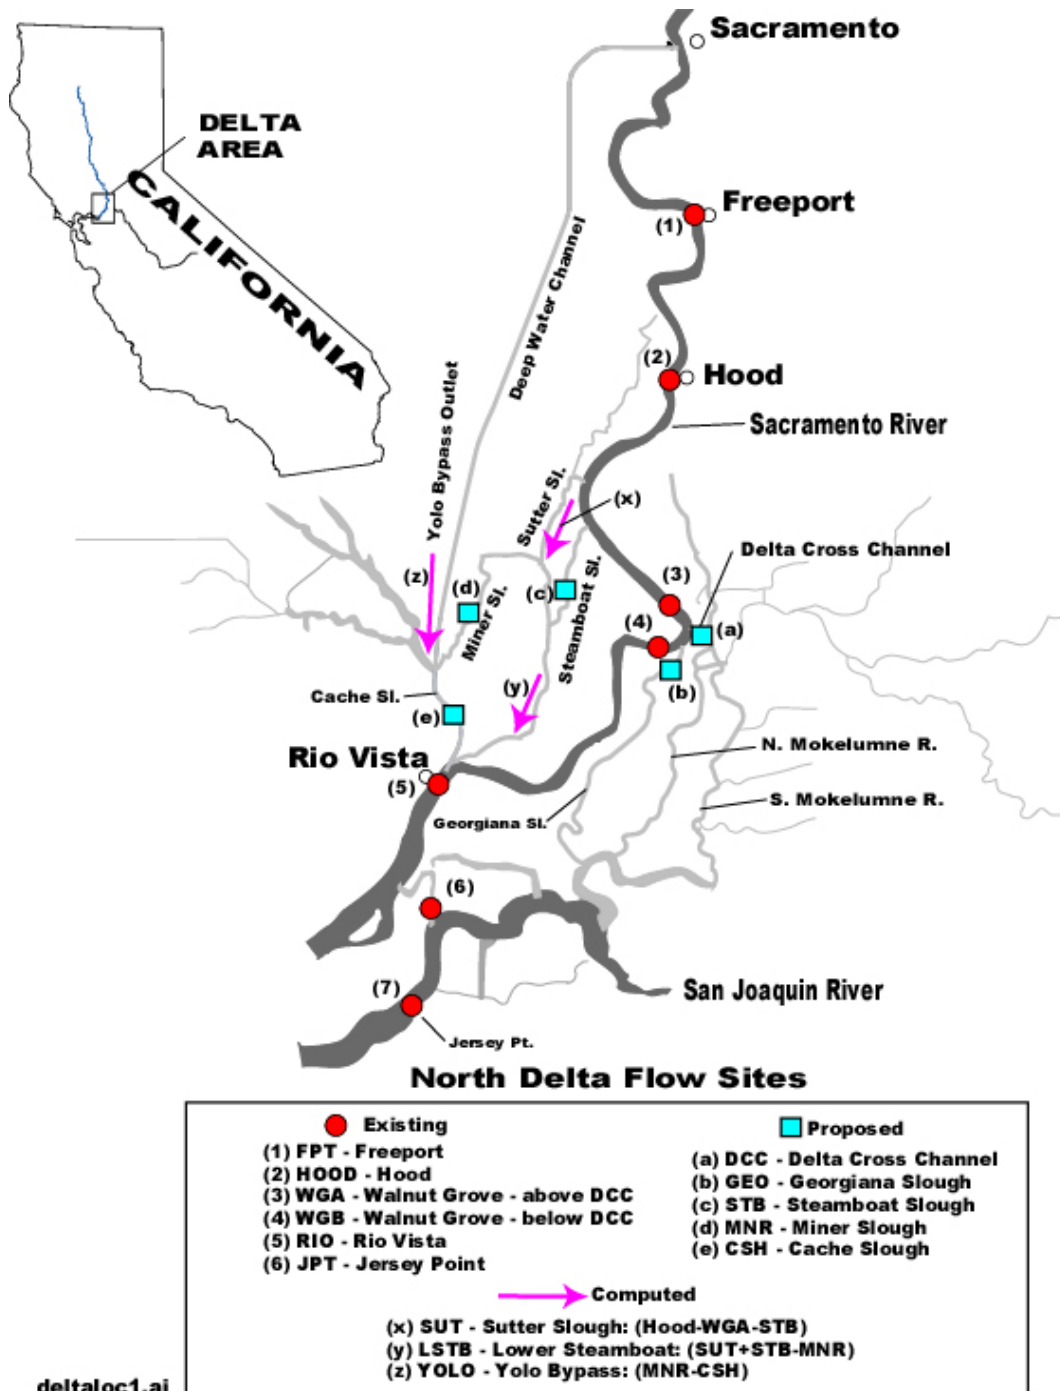 Sacramento
DELTA
AREA
CALIFORNIA
Freeport
(1)
Deep Water Channel
(2)
Hood
Sacramento River
Yolo Bypass Outlet
Sutter Sl.
(x)
Delta Cross Channel
(z)
(d)
(c)
(3)
Miner Sl.
Steamboat Sl.
(4)
(a)
(y)
(b)
Cache Sl.
(e)
N. Mokelumne R.
Rio Vista
(5)
S. Mokelumne R.
Georgiana Sl.
(6)
(7)
San Joaquin River
Jersey Pt.
North Delta Flow Sites
Existing
(1) FPT - Freeport
(2) HOOD - Hood
(3) WGA - Walnut Grove - above DCC
(4) WGB - Walnut Grove - below DCC
(5) RIO - Rio Vista
(6) JPT - Jersey Point
Proposed
(a) DCC - Delta Cross Channel
(b) GEO - Georgiana Slough
(c) STB - Steamboat Slough
(d) MNR - Miner Slough
(e) CSH - Cache Slough
Computed
(x) SUT - Sutter Slough: (Hood-WGA-STB)
(y) LSTB - Lower Steamboat: (SUT+STB-MNR)
(z) YOLO - Yolo Bypass: (MNR-CSH)
deltaloc1.ai